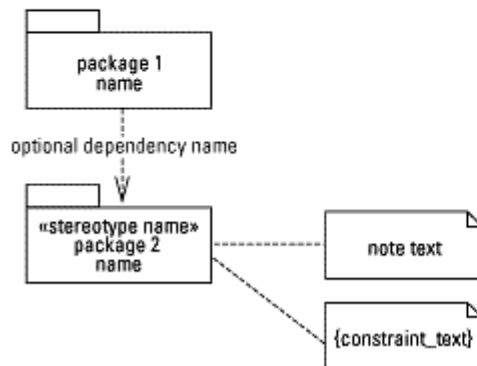 package 1
name
optional dependency name
«stereotype name»
package 2
name
note text
{constraint_text}